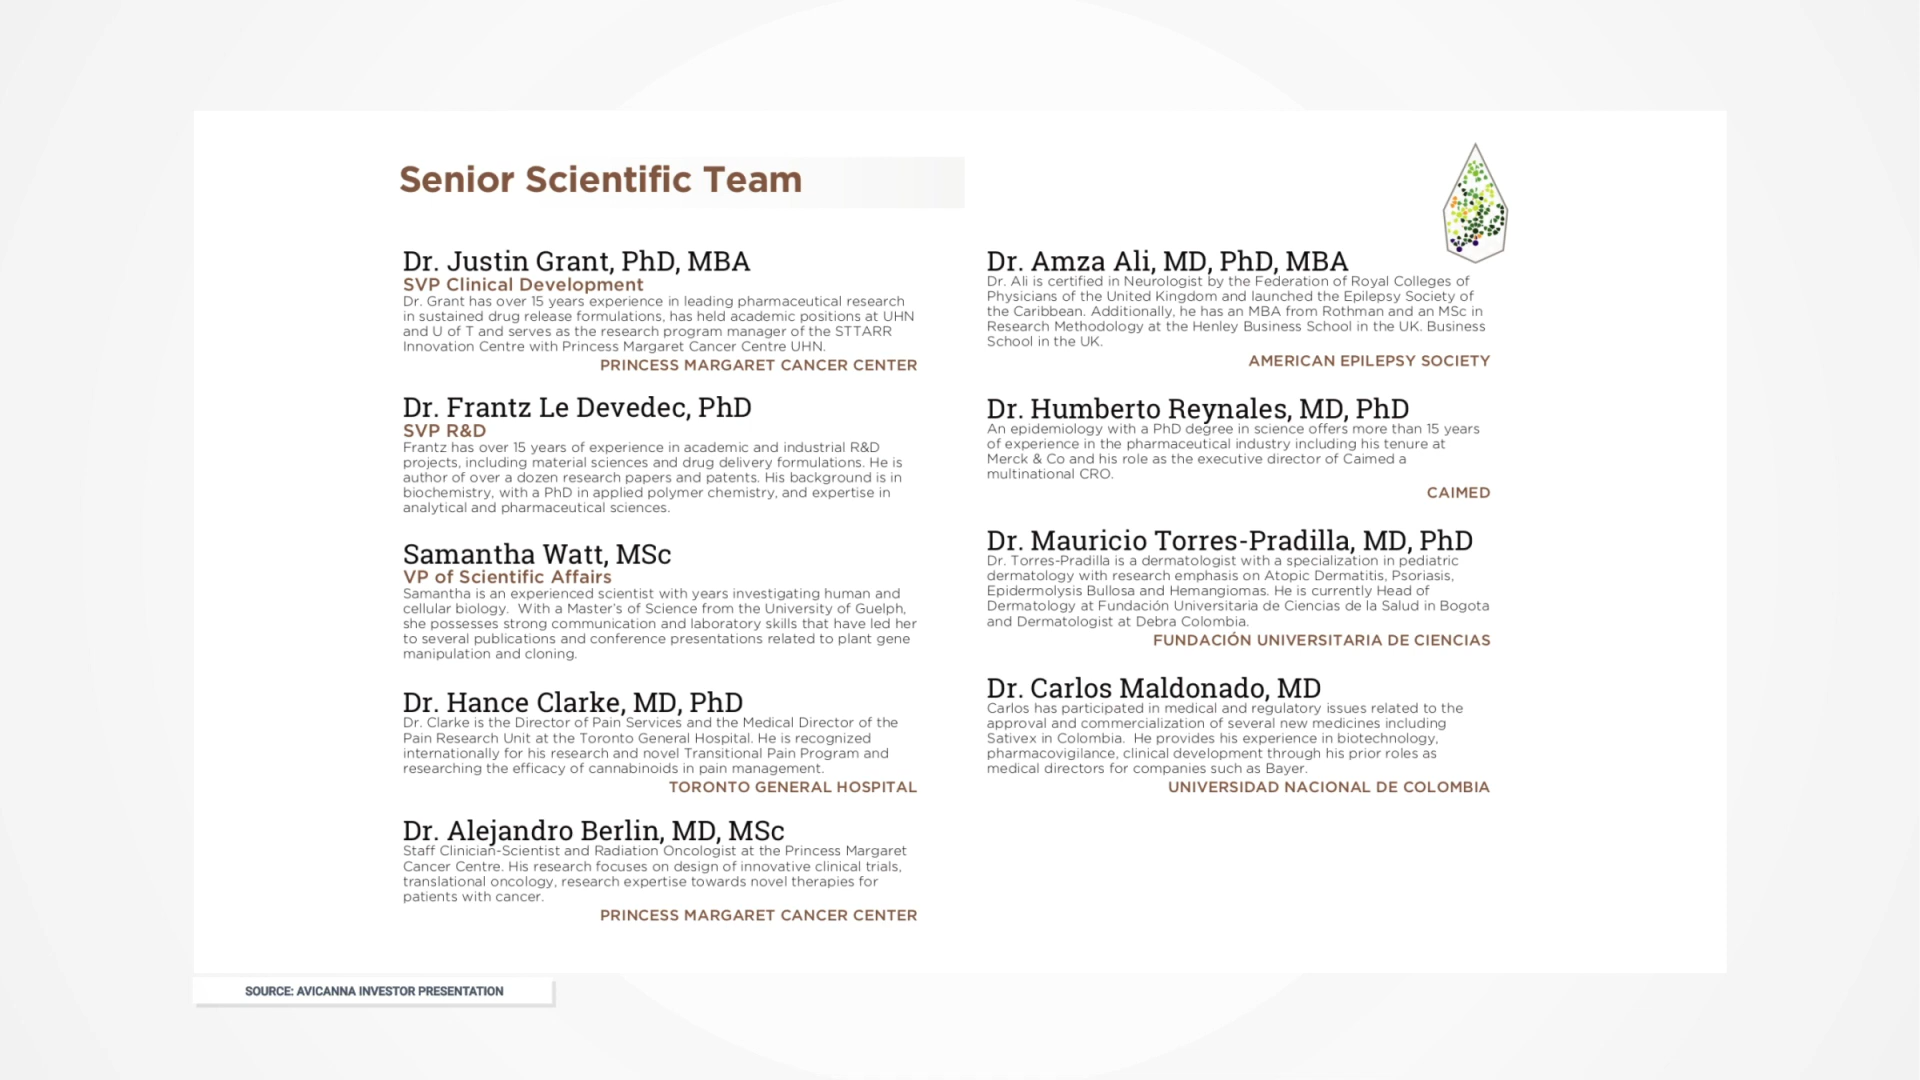 Senior Scientific Team
Dr. Justin Grant, PhD, MBA
SVP Clinical Development
Dr. Grant has over 15 years experience in leading pharmaceutical research
in sustained drug release formulations, has held academic positions at UHN
and U of T and serves as the research program manager of the STTARR
Innovation Centre with Princess Margaret Cancer Centre UHN.
PRINCESS MARGARET CANCER CENTER
Dr. Frantz Le Devedec, PhD
SVP R&D
Frantz has over 15 years of experience in academic and industrial R&D
projects, including material sciences and drug delivery formulations. He is
author of over a dozen research papers and patents. His background is in
biochemistry, with a PhD in applied polymer chemistry, and expertise in
analytical and pharmaceutical sciences.
Samantha Watt, MSc
VP of Scientific Affairs
Samantha is an experienced scientist with years investigating human and
cellular biology. With a Master's of Science from the University of Guelph,
she possesses strong communication and laboratory skills that have led her
to several publications and conference presentations related to plant gene
manipulation and cloning.
Dr. Hance Clarke, MD, PhD
Dr. Clarke is the Director of Pain Services and the Medical Director of the
Pain Research Unit at the Toronto General Hospital. He is recognized
internationally for his research and novel Transitional Pain Program and
researching the efficacy of cannabinoids in pain management.
TORONTO GENERAL HOSPITAL
Dr. Alejandro Berlin, MD, MSc
Staff Clinician-Scientist and Radiation Oncologist at the Princess Margaret
Cancer Centre. His research focuses on design of innovative clinical trials,
translational oncology, research expertise towards novel therapies for
patients with cancer.
PRINCESS MARGARET CANCER CENTER
Dr. Amza Ali, MD, PhD, MBA
Dr. Ali is certified in Neurologist by the Federation of Royal Colleges of
Physicians of the United Kingdom and launched the Epilepsy Society of
the Caribbean. Additionally, he has an MBA from Rothman and an MSc in
Research Methodology at the Henley Business School in the UK. Business
School in the UK.
AMERICAN EPILEPSY SOCIETY
Dr. Humberto Reynales, MD, PhD
An epidemiology with a PhD degree in science offers more than 15 years
of experience in the pharmaceutical industry including his tenure at
Merck & Co and his role as the executive director of Caimed a
multinational CRO.
CAIMED
Dr. Mauricio Torres-Pradilla, MD, PhD
Dr. Torres-Pradilla is a dermatologist with a specialization in pediatric
dermatology with research emphasis on Atopic Dermatitis, Psoriasis,
Epidermolysis Bullosa and Hemangiomas. He is currently Head of
Dermatology at Fundación Universitaria de Ciencias de la Salud in Bogota
and Dermatologist at Debra Colombia.
FUNDACIÓN UNIVERSITARIA DE CIENCIAS
Dr. Carlos Maldonado, MD
Carlos has participated in medical and regulatory issues related to the
approval and commercialization of several new medicines including
Sativex in Colombia. He provides his experience in biotechnology,
pharmacovigilance, clinical development through his prior roles as
medical directors for companies such as Bayer.
UNIVERSIDAD NACIONAL DE COLOMBIA
SOURCE: AVICANNA INVESTOR PRESENTATION